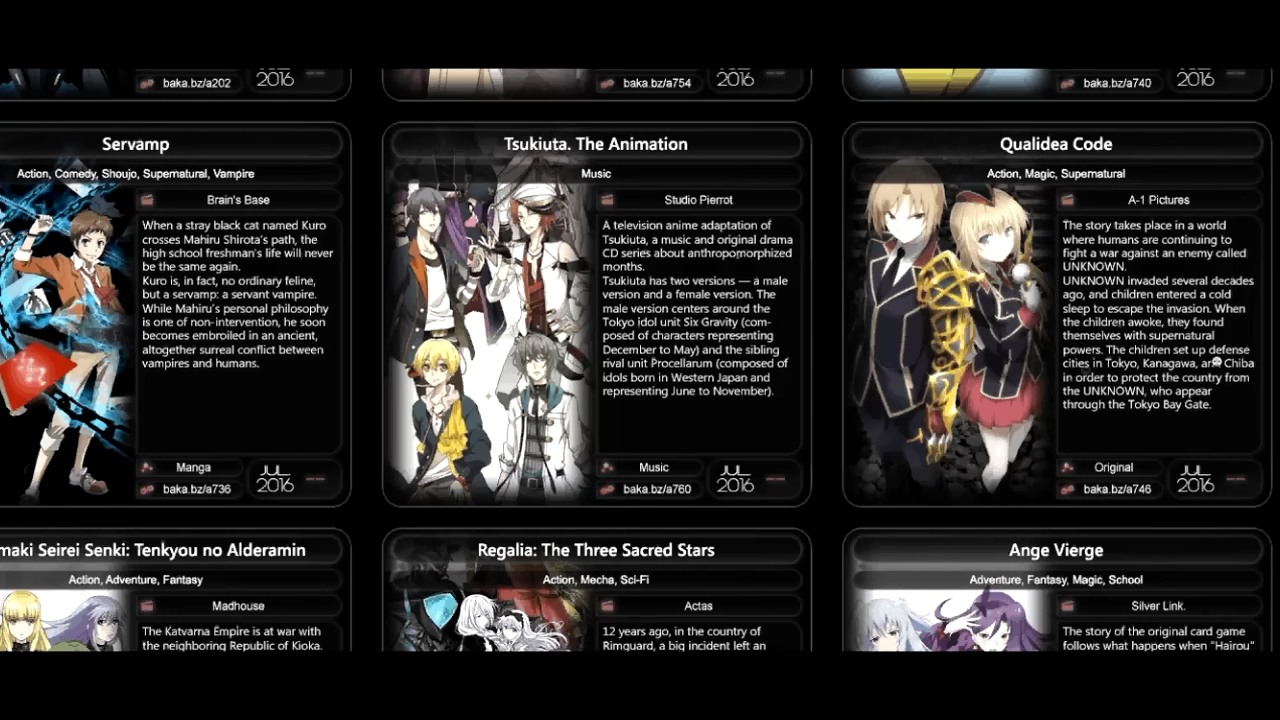 baka.bz/a202
2016
baka.bz/a754
2016
baka.bz/a740
2016
Servamp
Action, Comedy, Shoujo, Supernatural, Vampire
Brain's Base
When a stray black cat named Kuro
crosses Mahiru Shirota's path, the
high school freshman's life will never
be the same again.
Kuro is, in fact, no ordinary feline,
but a servamp: a servant vampire.
While Mahiru's personal philosophy
is one of non-intervention, he soon
becomes embroiled in an ancient,
altogether surreal conflict between
vampires and humans.
Manga
baka.bz/a736
JUL
2016
--
Tsukiuta. The Animation
Music
Studio Pierrot
A television anime adaptation of
Tsukiuta, a music and original drama
CD series about anthropomorphized
months.
Tsukiuta has two versions — a male
version and a female version. The
male version centers around the
Tokyo idol unit Six Gravity (com-
posed of characters representing
December to May) and the sibling
rival unit Procellarum (composed of
idols born in Western Japan and
representing June to November).
Music
baka.bz/a760
JUL
2016
--
Qualidea Code
Action, Magic, Supernatural
A-1 Pictures
The story takes place in a world
where humans are continuing to
fight a war against an enemy called
UNKNOWN.
UNKNOWN invaded several decades
ago, and children entered a cold
sleep to escape the invasion. When
the children awoke, they found
themselves with supernatural
powers. The children set up defense
cities in Tokyo, Kanagawa, and Chiba
in order to protect the country from
the UNKNOWN, who appear
through the Tokyo Bay Gate.
Original
baka.bz/a746
JUL
2016
--
maki Seirei Senki: Tenkyou no Alderamin
Action, Adventure, Fantasy
Madhouse
The Katvarna Empire is at war with
the neighboring Republic of Kioka.
Regalia: The Three Sacred Stars
Action, Mecha, Sci-Fi
Actas
12 years ago, in the country of
Rimguard, a big incident left an
Ange Vierge
Adventure, Fantasy, Magic, School
Silver Link.
The story of the original card game
follows what happens when "Hairou"